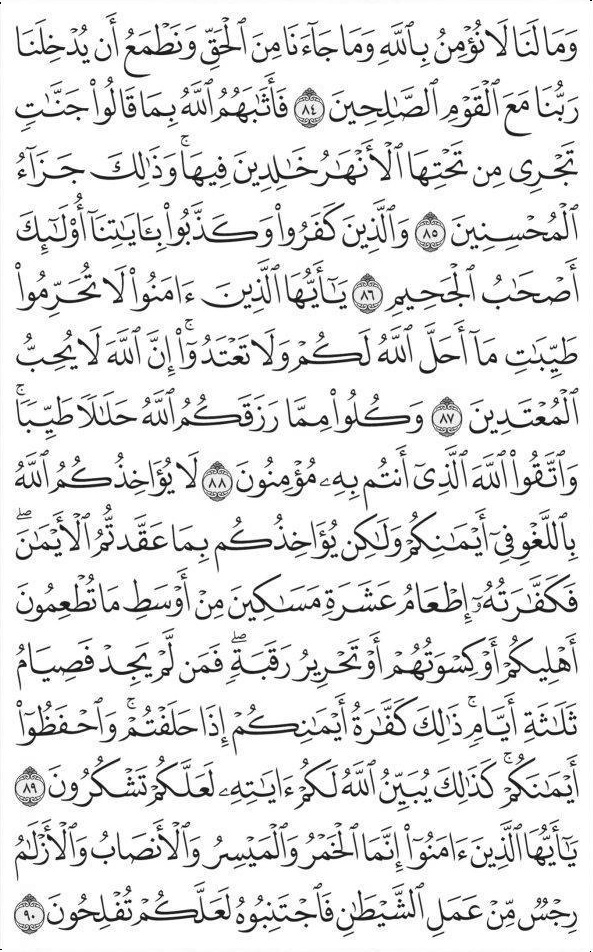 وَمَا لَنَا لَا نُؤْمِنُ بِٱللَّهِ وَمَا جَآءَنَا مِنَ ٱلْحَقِّ وَنَطْمَعُ أَن يُدْخِلَنَا
رَبُّنَا مَعَ ٱلْقَوْمِ ٱلصَّٰلِحِينَ ٨٤ فَأَثَٰبَهُمُ ٱللَّهُ بِمَا قَالُوا۟ جَنَّٰتٍ
تَجْرِى مِن تَحْتِهَا ٱلْأَنْهَٰرُ خَٰلِدِينَ فِيهَا ۚ وَذَٰلِكَ جَزَآءُ
ٱلْمُحْسِنِينَ ٨٥ وَٱلَّذِينَ كَفَرُوا۟ وَكَذَّبُوا۟ بِـَٔايَٰتِنَآ أُو۟لَٰٓئِكَ
أَصْحَٰبُ ٱلْجَحِيمِ ٨٦ يَٰٓأَيُّهَا ٱلَّذِينَ ءَامَنُوا۟ لَا تُحَرِّمُوا۟
طَيِّبَٰتِ مَآ أَحَلَّ ٱللَّهُ لَكُمْ وَلَا تَعْتَدُوٓا۟ ۚ إِنَّ ٱللَّهَ لَا يُحِبُّ
ٱلْمُعْتَدِينَ ٨٧ وَكُلُوا۟ مِمَّا رَزَقَكُمُ ٱللَّهُ حَلَٰلًا طَيِّبًا ۚ
وَٱتَّقُوا۟ ٱللَّهَ ٱلَّذِىٓ أَنتُم بِهِۦ مُؤْمِنُونَ ٨٨ لَا يُؤَاخِذُكُمُ ٱللَّهُ
بِٱللَّغْوِ فِىٓ أَيْمَٰنِكُمْ وَلَٰكِن يُؤَاخِذُكُم بِمَا عَقَّدتُّمُ ٱلْأَيْمَٰنَ ۖ
فَكَفَّٰرَتُهُۥٓ إِطْعَامُ عَشَرَةِ مَسَٰكِينَ مِنْ أَوْسَطِ مَا تُطْعِمُونَ
أَهْلِيكُمْ أَوْ كِسْوَتُهُمْ أَوْ تَحْرِيرُ رَقَبَةٍ ۖ فَمَن لَّمْ يَجِدْ فَصِيَامُ
ثَلَٰثَةِ أَيَّامٍ ۚ ذَٰلِكَ كَفَّٰرَةُ أَيْمَٰنِكُمْ إِذَا حَلَفْتُمْ ۚ وَٱحْفَظُوٓا۟
أَيْمَٰنَكُمْ ۚ كَذَٰلِكَ يُبَيِّنُ ٱللَّهُ لَكُمْ ءَايَٰتِهِۦ لَعَلَّكُمْ تَشْكُرُونَ ٨٩
يَٰٓأَيُّهَا ٱلَّذِينَ ءَامَنُوٓا۟ إِنَّمَا ٱلْخَمْرُ وَٱلْمَيْسِرُ وَٱلْأَنصَابُ وَٱلْأَزْلَٰمُ
رِجْسٌ مِّنْ عَمَلِ ٱلشَّيْطَٰنِ فَٱجْتَنِبُوهُ لَعَلَّكُمْ تُفْلِحُونَ ٩٠